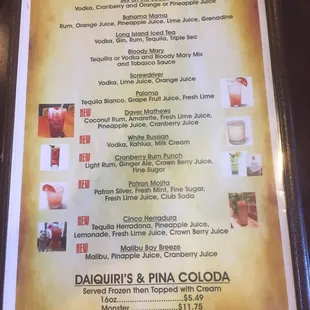 Vodka, Cranberry and Orange or Pineapple Juice
Bahama Mama
Rum, Orange Juice, Pineapple Juice, Lime Juice, Grenadine
Long Island Iced Tea
Vodka, Gin, Rum, Tequila, Triple Sec
Bloody Mary
Tequila or Vodka and Bloody Mary Mix
and Tobasco Sauce
Screwdriver
Vodka, Lime Juice, Orange Juice
Paloma
Tequila Blanco, Grape Fruit Juice, Fresh Lime
NEW
Daver Mathews
Coconut Rum, Amarette, Fresh Lime Juice,
Pineapple Juice, Cranberry Juice
NEW
White Russian
Vodka, Kahlua, Milk Cream
NEW
Cranberry Rum Punch
Light Rum, Ginger Ale, Crown Berry Juice,
Fine Sugar
NEW
Patron Mojito
Patron Silver, Fresh Mint, Fine Sugar,
Fresh Lime Juice, Club Soda
NEW
Cinco Herradura
Tequila Herradona, Pineapple Juice,
Lemonade, Fresh Lime Juice, Crown Berry Juice
NEW
Malibu Bay Breeze
Malibu, Pinapple Juice, Cranberry Juice
DAIQUIRI'S & PINA COLODA
Served Frozen then Topped with Cream
16oz...................$5.49
Monster...............$11.75